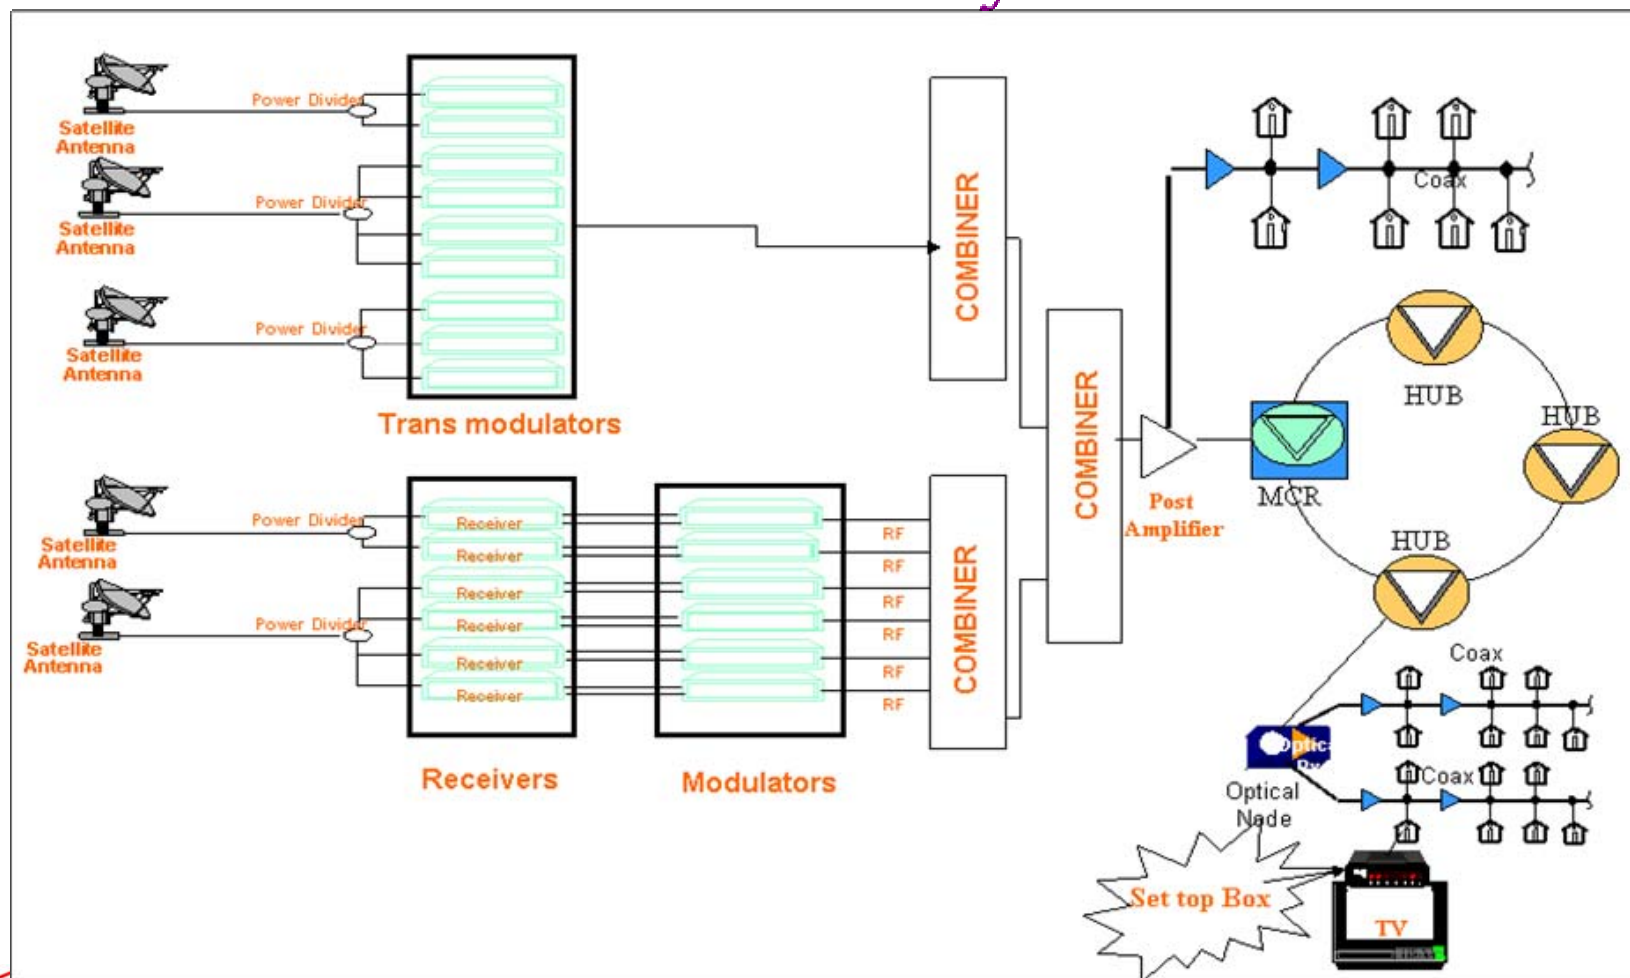 Power Divider
Satellite
Antenna
Power Divider
Satellite
Antenna
Power Divider
Satellite
Antenna
Trans modulators
COMBINER
COMBINER
Post
Amplifier
Coax
HUB
HUB
MCR
HUB
Power Divider
Satellite
Antenna
Power Divider
Satellite
Antenna
Receiver
Receiver
Receiver
Receiver
Receiver
Receiver
Receivers
Modulators
RF
RF
RF
RF
RF
RF
COMBINER
Coax
Optical
Node
Coax
Set top Box
TV